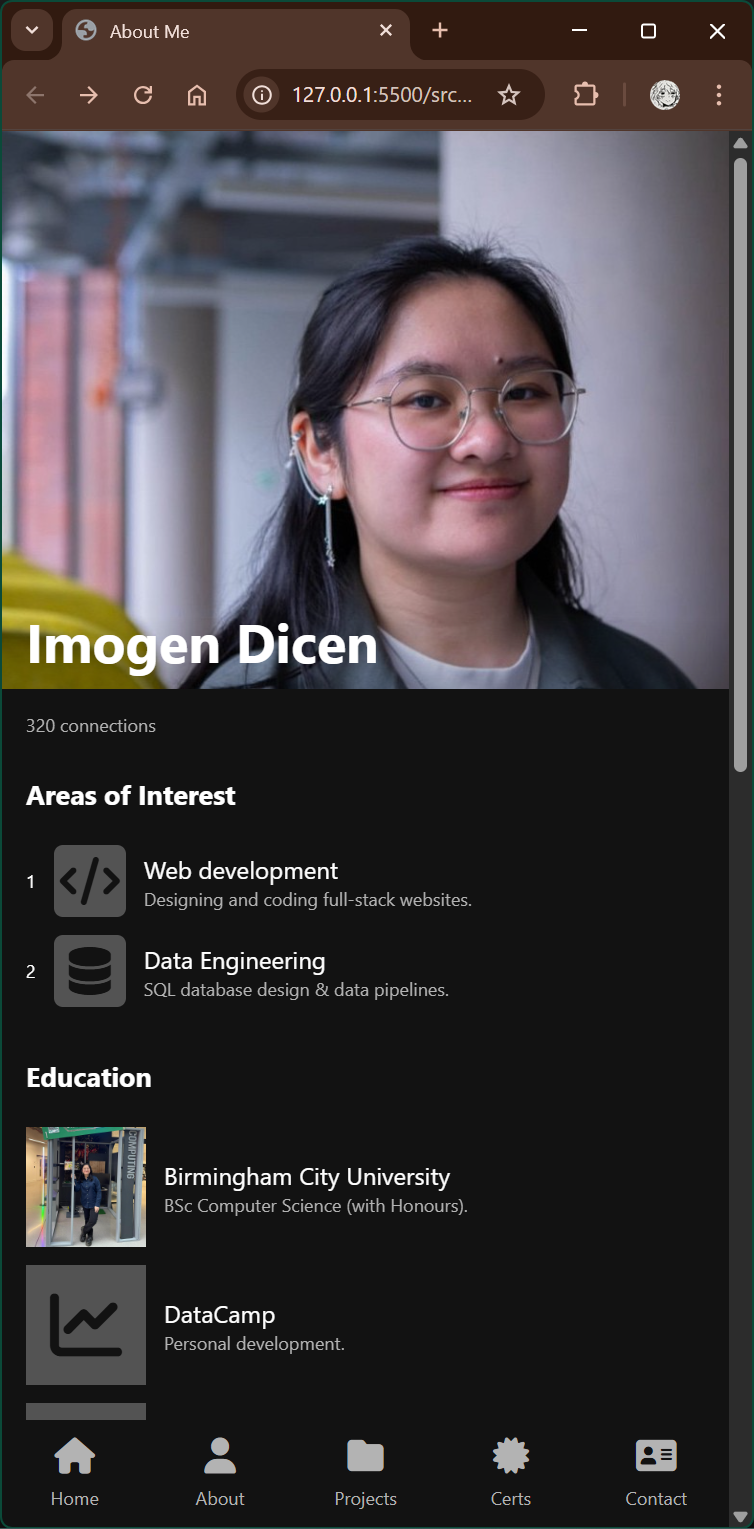 About Me
127.0.0.1:5500/src...
Imogen Dicen
320 connections
Areas of Interest
1
Web development
Designing and coding full-stack websites.
2
Data Engineering
SQL database design & data pipelines.
Education
COMPUTING
Birmingham City University
BSc Computer Science (with Honours).
DataCamp
Personal development.
Home
About
Projects
Certs
Contact